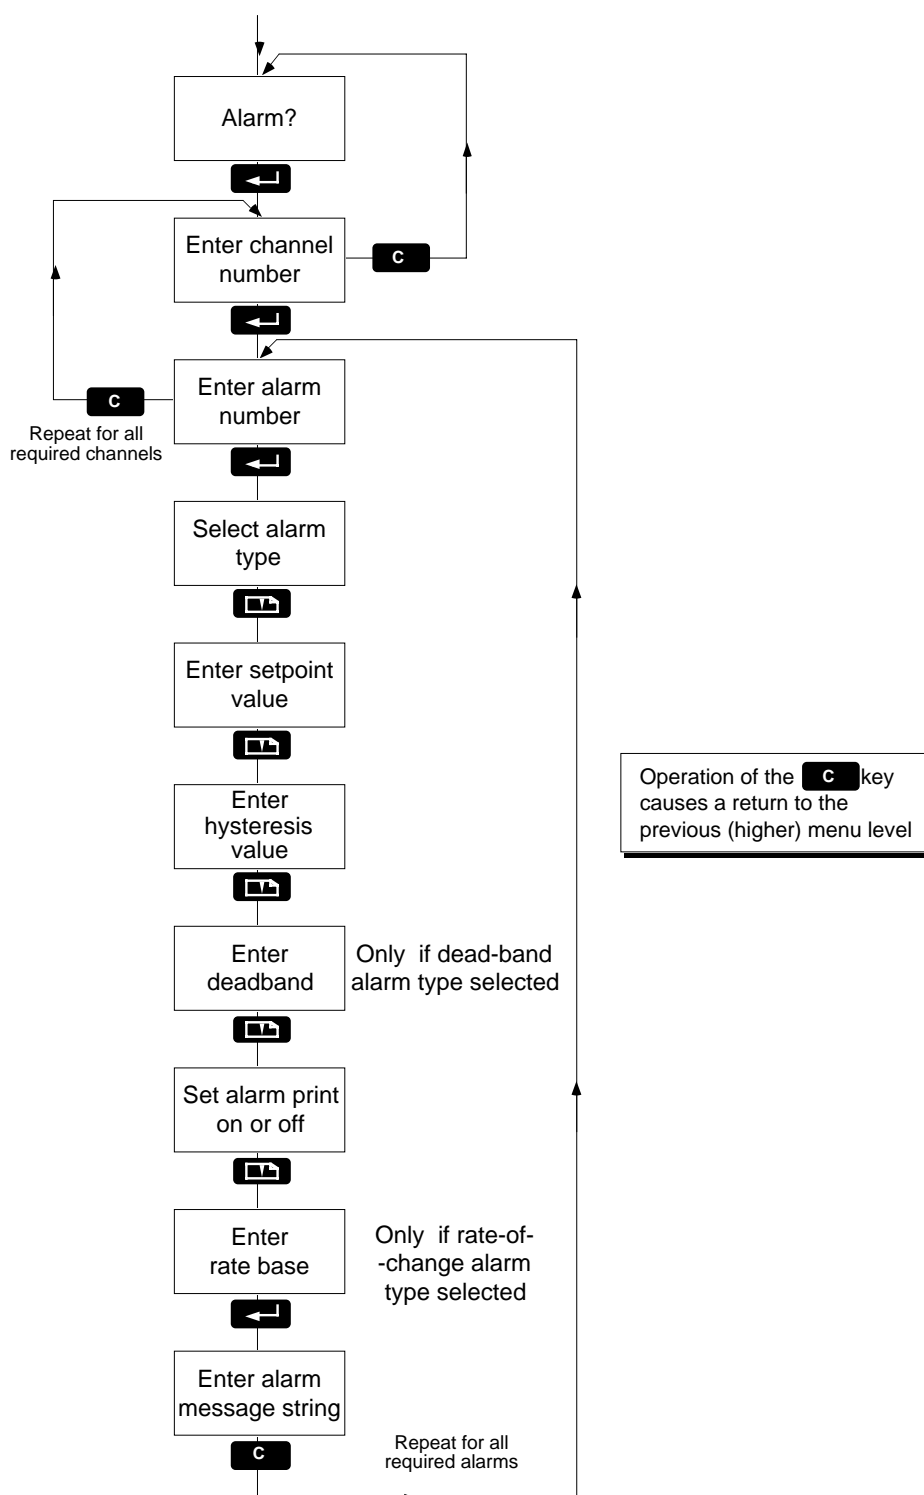 Alarm?
Enter channel
number
C
Enter alarm
number
C
Repeat for all
required channels
Select alarm
type
Enter setpoint
value
Operation of the C key
causes a return to the
previous (higher) menu level
Enter
hysteresis
value
Enter
deadband
Only if dead-band
alarm type selected
Set alarm print
on or off
Enter
rate base
Only if rate-of-
-change alarm
type selected
Enter alarm
message string
C
Repeat for all
required alarms